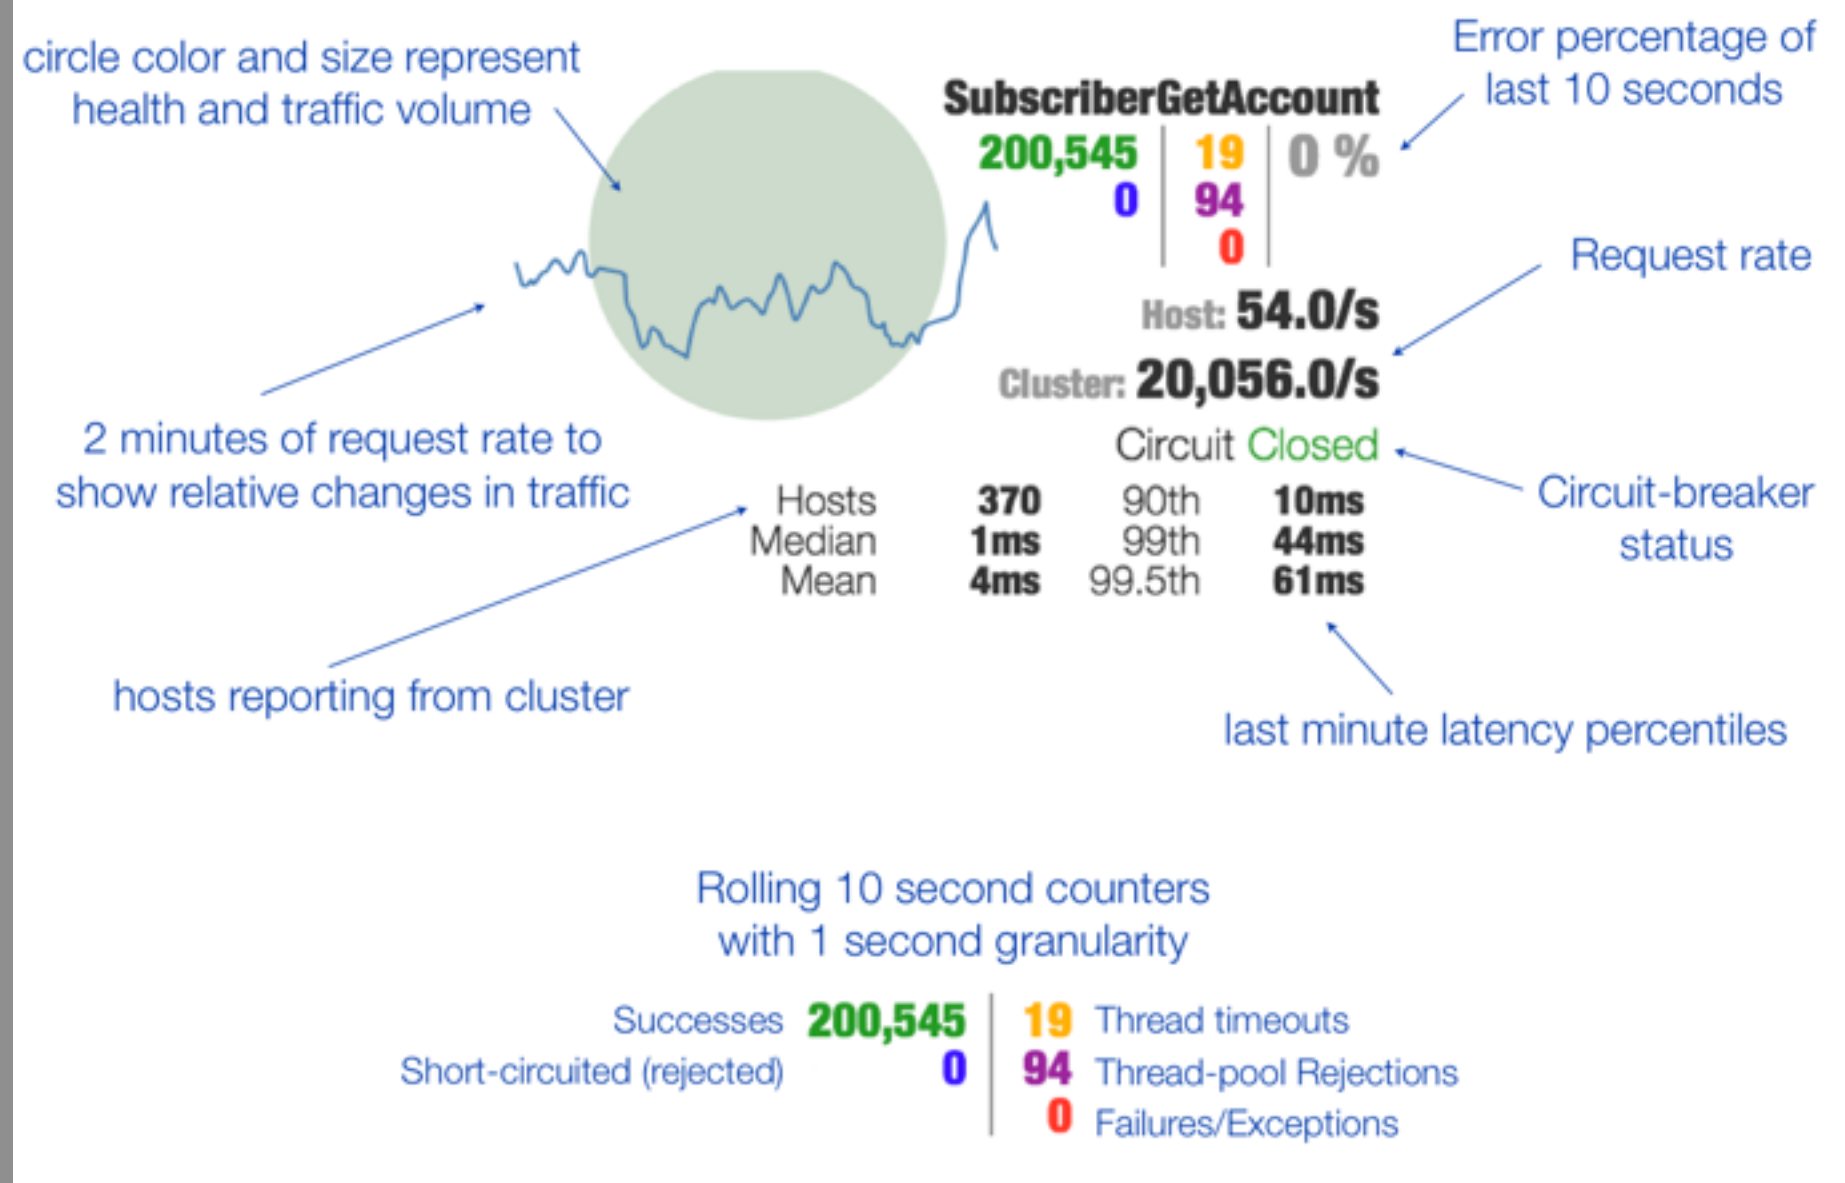 circle color and size represent
health and traffic volume
Error percentage of
last 10 seconds
SubscriberGetAccount
200,545 19 0 %
0 94
0
Request rate
Host: 54.0/s
Cluster: 20,056.0/s
2 minutes of request rate to
show relative changes in traffic
Circuit Closed
Circuit-breaker
status
Hosts 370 90th 10ms
Median 1ms 99th 44ms
Mean 4ms 99.5th 61ms
hosts reporting from cluster
last minute latency percentiles
Rolling 10 second counters
with 1 second granularity
Successes 200,545 19 Thread timeouts
Short-circuited (rejected) 0 94 Thread-pool Rejections
0 Failures/Exceptions